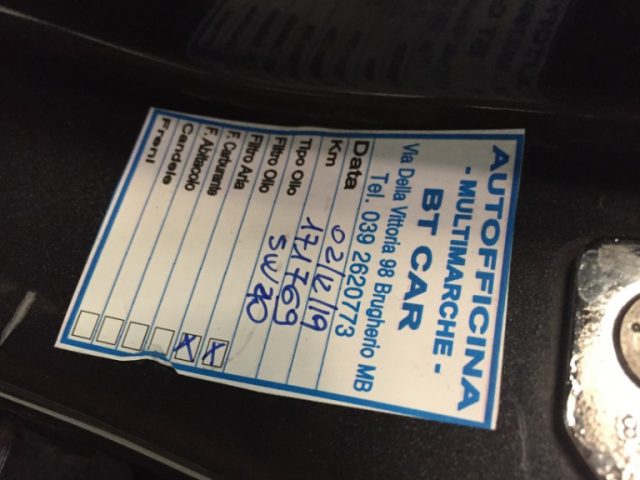 AUTOFFICINA
- MULTIMARCHE -
BT CAR
Via Della Vittoria 98 Brugherio MB
Tel. 039 2620773
Data 02/12/19
Km 171769
Tipo Olio 5W30
Filtro Olio X
Filtro Aria X
F. Carburante
F. Abitacolo
Candele
Freni